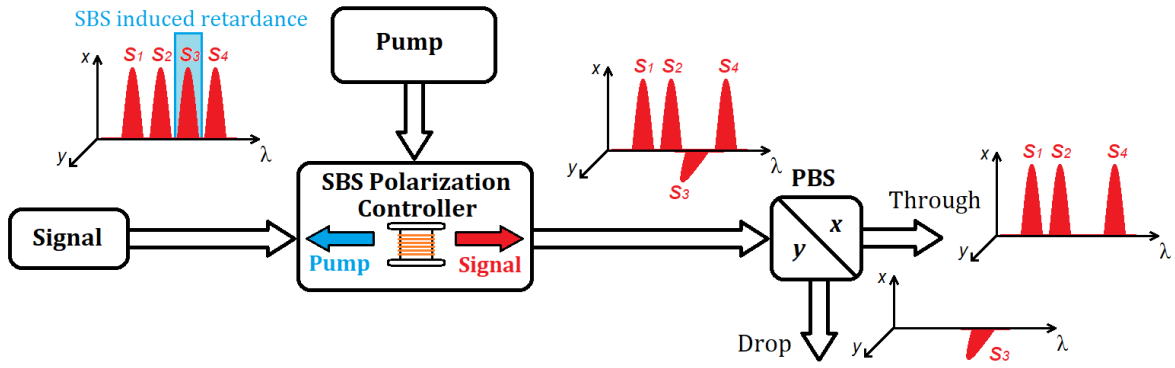 SBS induced retardance
x
S1 S2 S3 S4
y
λ
Pump
x
S1 S2 S4
y
S3
λ
Signal
SBS Polarization
Controller
Pump
Signal
PBS
x
y
Through
x
S1 S2 S4
y
λ
Drop
x
y
S3
λ